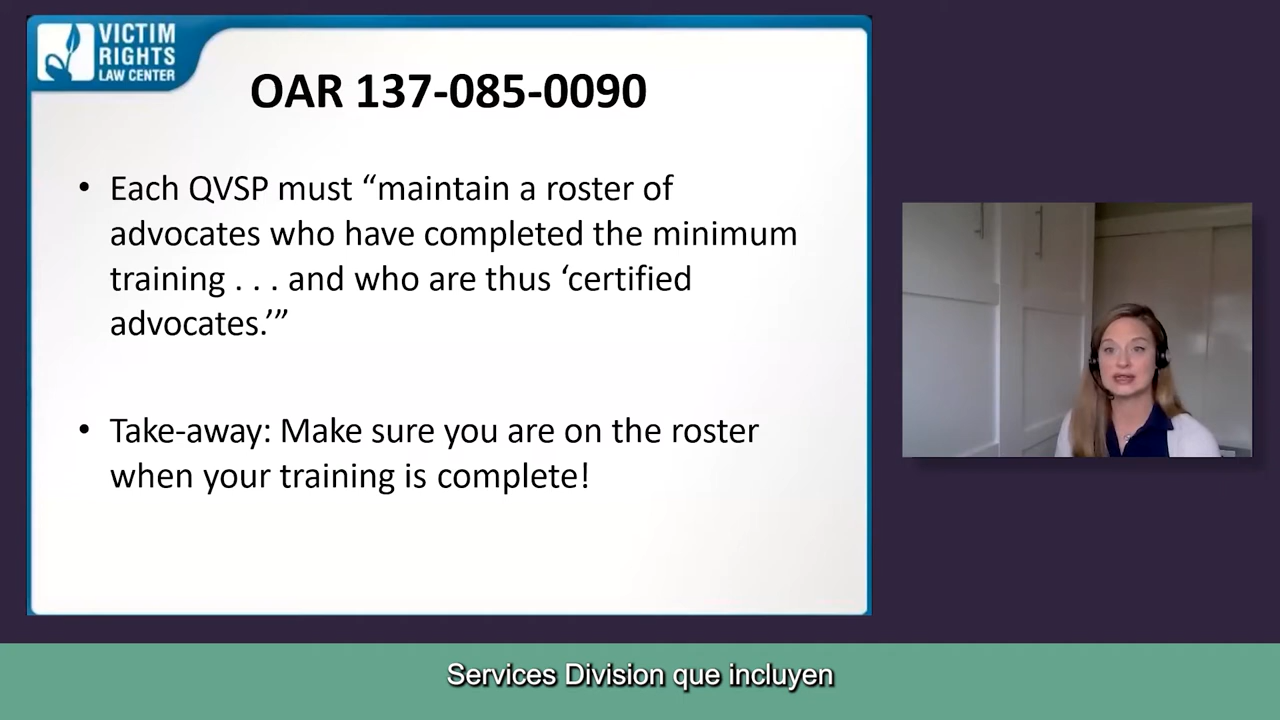 VICTIM
RIGHTS
LAW CENTER
OAR 137-085-0090
• Each QVSP must “maintain a roster of
advocates who have completed the minimum
training . . . and who are thus ‘certified
advocates.’”
• Take-away: Make sure you are on the roster
when your training is complete!
Services Division que incluyen